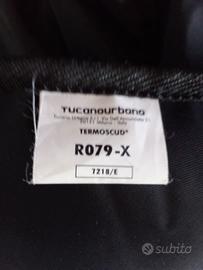 TUCANOURBANO
TERMOSCUD®
R079-X
7218/E
subito